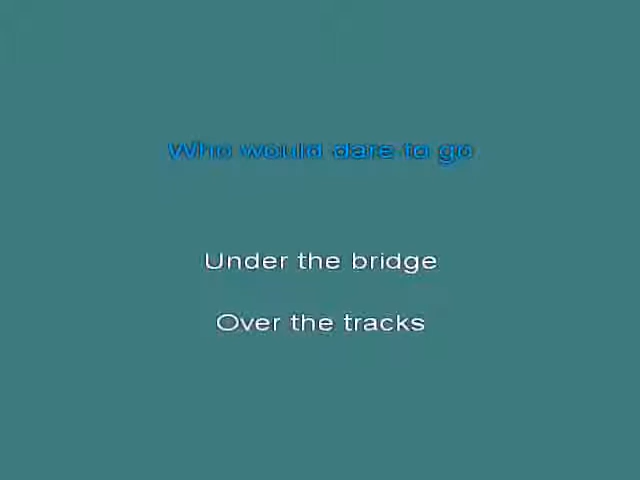 Who would dare to go
Under the bridge
Over the tracks